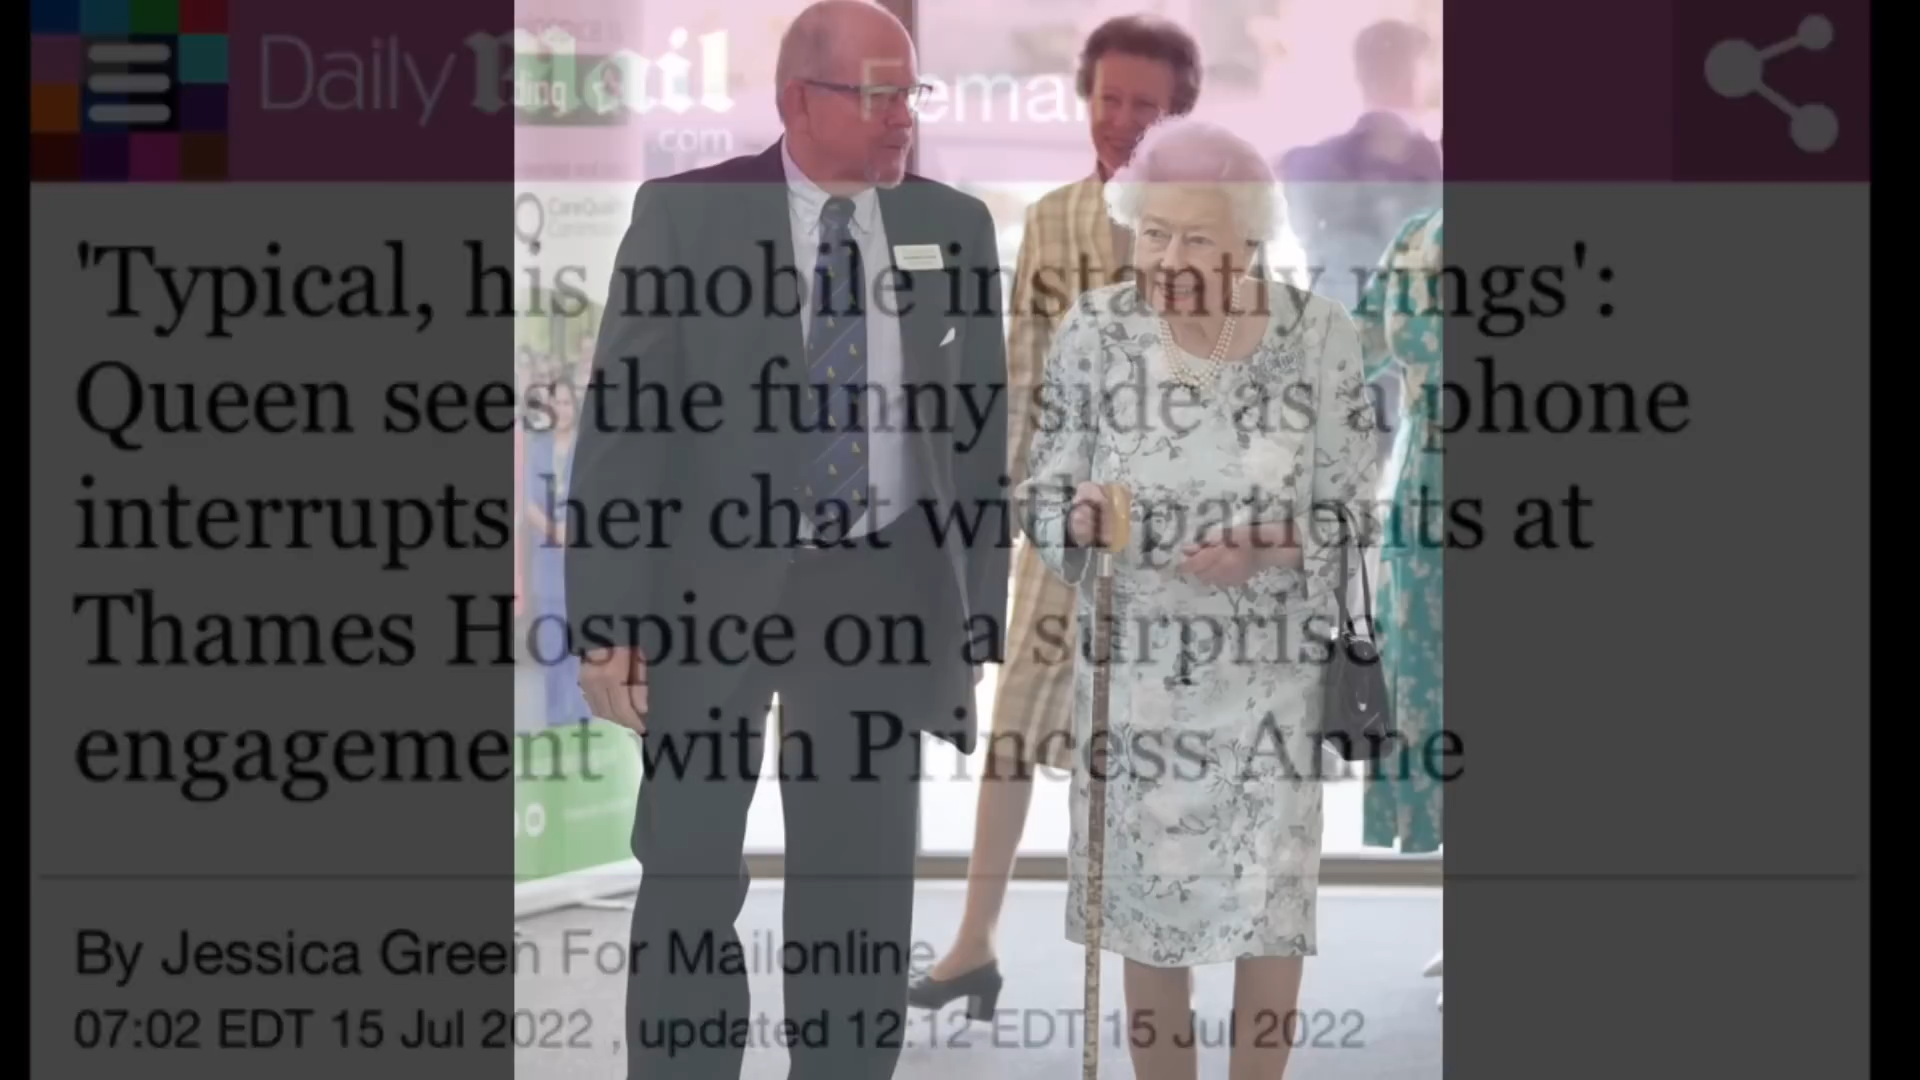 Daily Mail
.com
Femail
'Typical, his mobile instantly rings':
Queen sees the funny side as a phone
interrupts her chat with patients at
Thames Hospice on a surprise
engagement with Princess Anne
By Jessica Green For Mailonline
07:02 EDT 15 Jul 2022 , updated 12:12 EDT 15 Jul 2022